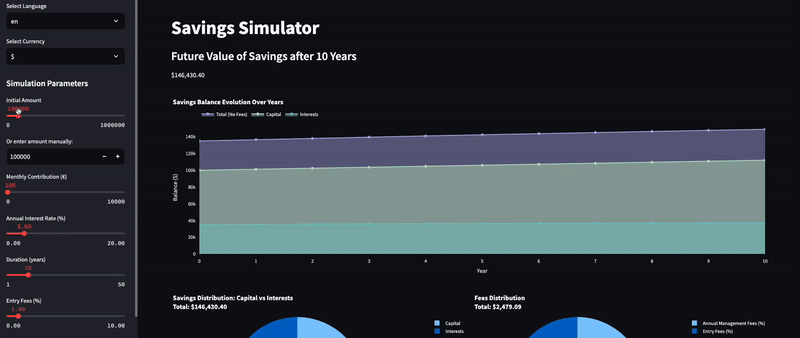 Select Language
en
Select Currency
$
Simulation Parameters
Initial Amount
100000
0 1000000
Or enter amount manually:
100000 − +
Monthly Contribution (€)
100
0 10000
Annual Interest Rate (%)
3.00
0.00 20.00
Duration (years)
10
1 50
Entry Fees (%)
1.00
0.00 10.00
Savings Simulator
Future Value of Savings after 10 Years
$146,430.40
Savings Balance Evolution Over Years
Total (No Fees) Capital Interests
140k
120k
100k
80k
60k
40k
20k
0
Balance ($)
0 1 2 3 4 5 6 7 8 9 10
Year
Savings Distribution: Capital vs Interests
Total: $146,430.40
Capital
Interests
Fees Distribution
Total: $2,479.09
Annual Management Fees (%)
Entry Fees (%)